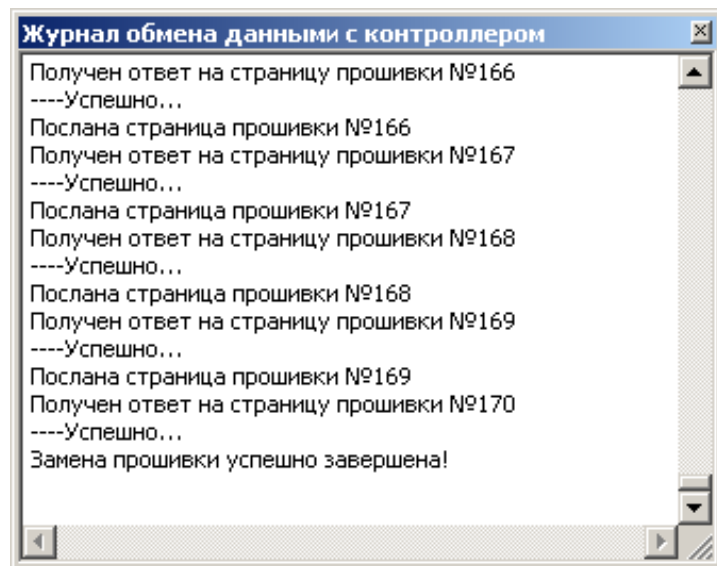 Журнал обмена данными с контроллером
Получен ответ на страницу прошивки №166
----Успешно...
Послана страница прошивки №166
Получен ответ на страницу прошивки №167
----Успешно...
Послана страница прошивки №167
Получен ответ на страницу прошивки №168
----Успешно...
Послана страница прошивки №168
Получен ответ на страницу прошивки №169
----Успешно...
Послана страница прошивки №169
Получен ответ на страницу прошивки №170
----Успешно...
Замена прошивки успешно завершена!